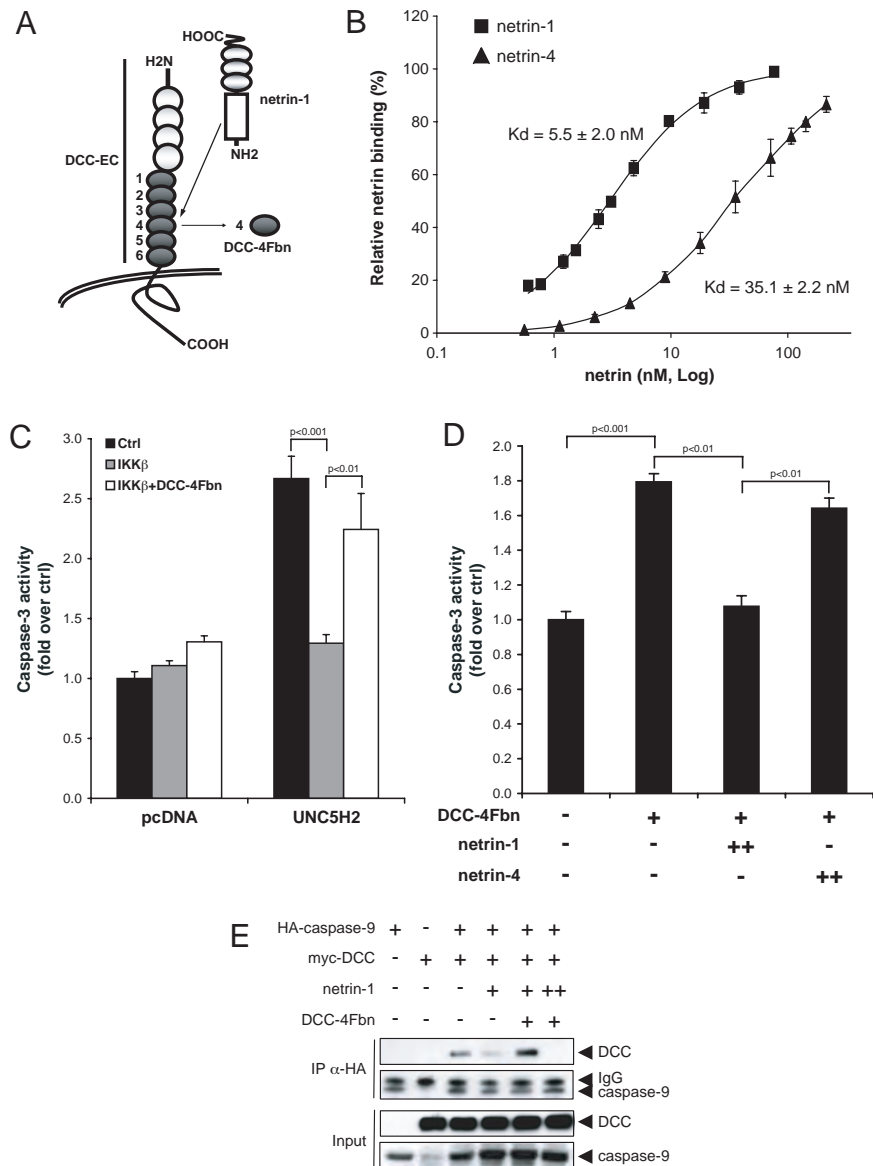 A
HOOC
H2N
netrin-1
NH2
DCC-EC
1
2
3
4
5
6
4
DCC-4Fbn
COOH
B
netrin-1
netrin-4
Relative netrin binding (%)
120
100
80
60
40
20
0
Kd = 5.5 ± 2.0 nM
Kd = 35.1 ± 2.2 nM
0.1 1 10 100
netrin (nM, Log)
C
Ctrl
IKKβ
IKKβ+DCC-4Fbn
p<0.001
p<0.01
Caspase-3 activity
(fold over ctrl)
3.0
2.5
2.0
1.5
1.0
0.5
0.0
pcDNA UNC5H2
D
p<0.001
p<0.01
p<0.01
Caspase-3 activity
(fold over ctrl)
2.0
1.8
1.6
1.4
1.2
1.0
0.8
0.6
0.4
0.2
0.0
DCC-4Fbn - + + +
netrin-1 - - ++ -
netrin-4 - - - ++
E
HA-caspase-9 + - + + + +
myc-DCC - + + + + +
netrin-1 - - - + + ++
DCC-4Fbn - - - - + +
IP α-HA
DCC
IgG
caspase-9
Input
DCC
caspase-9